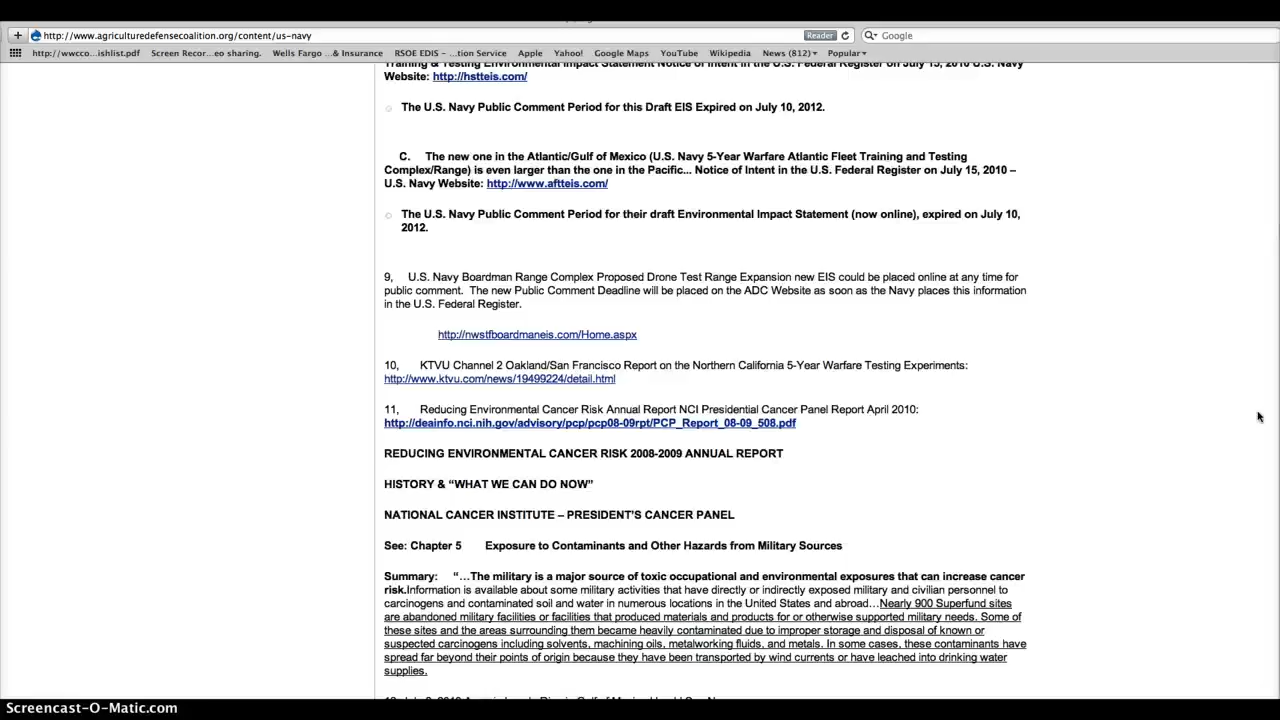 http://www.agriculturedefensecoalition.org/content/us-navy
Reader
Google
http://wwcco...ishlist.pdf Screen Recor...eo sharing. Wells Fargo ...& Insurance RSOE EDIS – ...tion Service Apple Yahoo! Google Maps YouTube Wikipedia News (812) Popular
Training & Testing Environmental Impact Statement Notice of Intent in the U.S. Federal Register on July 15, 2010 U.S. Navy
Website: http://hstteis.com/
The U.S. Navy Public Comment Period for this Draft EIS Expired on July 10, 2012.
C. The new one in the Atlantic/Gulf of Mexico (U.S. Navy 5-Year Warfare Atlantic Fleet Training and Testing
Complex/Range) is even larger than the one in the Pacific... Notice of Intent in the U.S. Federal Register on July 15, 2010 –
U.S. Navy Website: http://www.aftteis.com/
The U.S. Navy Public Comment Period for their draft Environmental Impact Statement (now online), expired on July 10,
2012.
9, U.S. Navy Boardman Range Complex Proposed Drone Test Range Expansion new EIS could be placed online at any time for
public comment. The new Public Comment Deadline will be placed on the ADC Website as soon as the Navy places this information
in the U.S. Federal Register.
http://nwstfboardmaneis.com/Home.aspx
10, KTVU Channel 2 Oakland/San Francisco Report on the Northern California 5-Year Warfare Testing Experiments:
http://www.ktvu.com/news/19499224/detail.html
11, Reducing Environmental Cancer Risk Annual Report NCI Presidential Cancer Panel Report April 2010:
http://deainfo.nci.nih.gov/advisory/pcp/pcp08-09rpt/PCP_Report_08-09_508.pdf
REDUCING ENVIRONMENTAL CANCER RISK 2008-2009 ANNUAL REPORT
HISTORY & “WHAT WE CAN DO NOW”
NATIONAL CANCER INSTITUTE – PRESIDENT’S CANCER PANEL
See: Chapter 5 Exposure to Contaminants and Other Hazards from Military Sources
Summary: “…The military is a major source of toxic occupational and environmental exposures that can increase cancer
risk.Information is available about some military activities that have directly or indirectly exposed military and civilian personnel to
carcinogens and contaminated soil and water in numerous locations in the United States and abroad…Nearly 900 Superfund sites
are abandoned military facilities or facilities that produced materials and products for or otherwise supported military needs. Some of
these sites and the areas surrounding them became heavily contaminated due to improper storage and disposal of known or
suspected carcinogens including solvents, machining oils, metalworking fluids, and metals. In some cases, these contaminants have
spread far beyond their points of origin because they have been transported by wind currents or have leached into drinking water
supplies.
Screencast-O-Matic.com